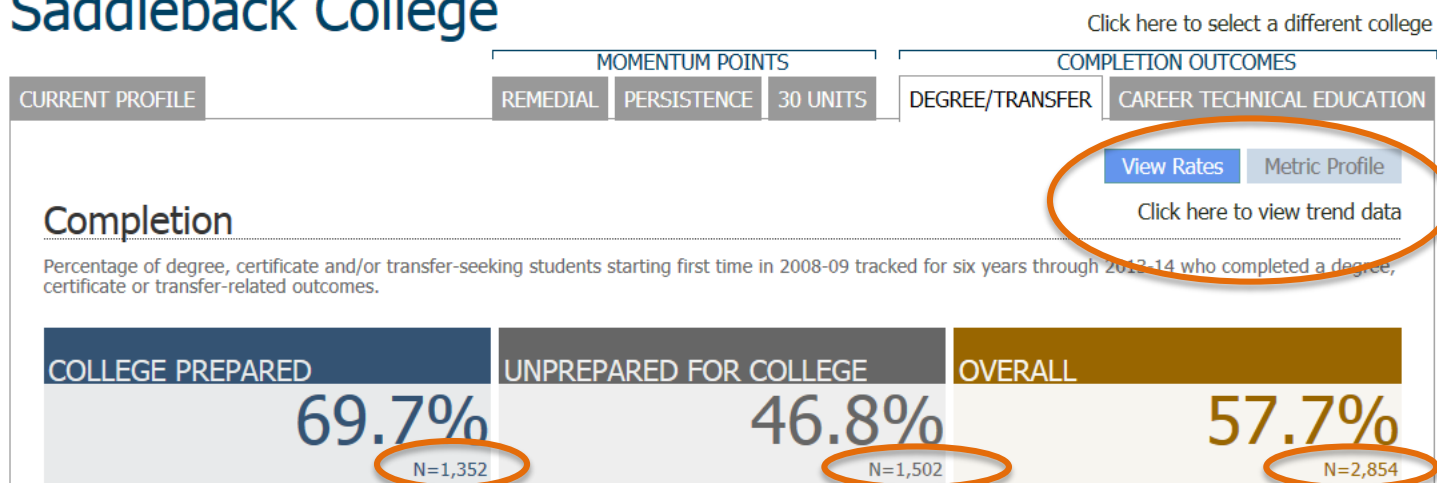 Saddleback College
Click here to select a different college
MOMENTUM POINTS
COMPLETION OUTCOMES
CURRENT PROFILE
REMEDIAL
PERSISTENCE
30 UNITS
DEGREE/TRANSFER
CAREER TECHNICAL EDUCATION
View Rates
Metric Profile
Click here to view trend data
Completion
Percentage of degree, certificate and/or transfer-seeking students starting first time in 2008-09 tracked for six years through 2013-14 who completed a degree,
certificate or transfer-related outcomes.
COLLEGE PREPARED
69.7%
N=1,352
UNPREPARED FOR COLLEGE
46.8%
N=1,502
OVERALL
57.7%
N=2,854